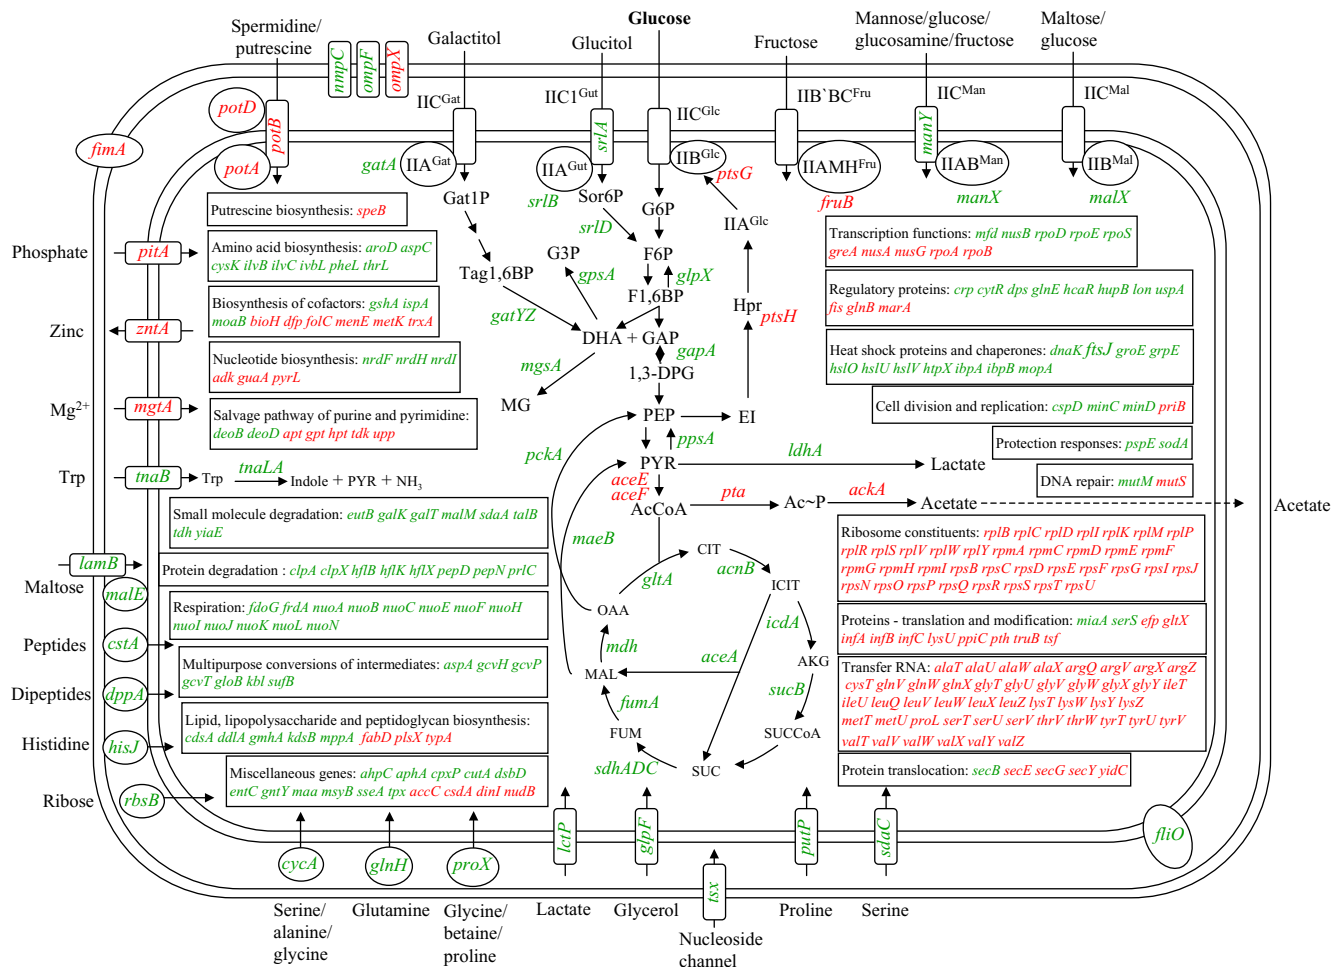 Glucose
Spermidine/
putrescine
Galactitol
Glucitol
Fructose
Mannose/glucose/
glucosamine/fructose
Maltose/
glucose
nmpC
ompF
ompX
potD
potB
potA
fimA
IIC^Gat
IIC1^Gut
IIC^Glc
IIB`BC^Fru
IIC^Man
IIC^Mal
srlA
manY
gatA
IIA^Gat
IIA^Gut
IIB^Glc
IIAMH^Fru
IIAB^Man
IIB^Mal
srlB
ptsG
fruB
manX
malX
Gat1P
Sor6P
G6P
IIA^Glc
srlD
G3P
F6P
Tag1,6BP
gpsA
glpX
F1,6BP
Hpr
gatYZ
ptsH
DHA + GAP
gapA
mgsA
1,3-DPG
MG
PEP
EI
pckA
ppsA
PYR
ldhA
Lactate
aceE
aceF
pta
ackA
AcCoA
Ac~P
Acetate
Acetate
maeB
CIT
gltA
acnB
ICIT
OAA
icdA
mdh
aceA
AKG
MAL
sucB
fumA
FUM
SUCCoA
sdhADC
SUC
Phosphate
pitA
Zinc
zntA
Mg2+
mgtA
Trp
tnaB
Trp
tnaLA
Indole + PYR + NH3
lamB
Maltose
malE
Peptides
cstA
Dipeptides
dppA
Histidine
hisJ
Ribose
rbsB
Putrescine biosynthesis: speB
Amino acid biosynthesis: aroD aspC
cysK ilvB ilvC ivbL pheL thrL
Biosynthesis of cofactors: gshA ispA
moaB bioH dfp folC menE metK trxA
Nucleotide biosynthesis: nrdF nrdH nrdI
adk guaA pyrL
Salvage pathway of purine and pyrimidine:
deoB deoD apt gpt hpt tdk upp
Small molecule degradation: eutB galK galT malM sdaA talB
tdh yiaE
Protein degradation : clpA clpX hflB hflK hflX pepD pepN prlC
Respiration: fdoG frdA nuoA nuoB nuoC nuoE nuoF nuoH
nuoI nuoJ nuoK nuoL nuoN
Multipurpose conversions of intermediates: aspA gcvH gcvP
gcvT gloB kbl sufB
Lipid, lipopolysaccharide and peptidoglycan biosynthesis:
cdsA ddlA gmhA kdsB mppA fabD plsX typA
Miscellaneous genes: ahpC aphA cpxP cutA dsbD
entC gntY maa msyB sseA tpx accC csdA dinI nudB
Transcription functions: mfd nusB rpoD rpoE rpoS
greA nusA nusG rpoA rpoB
Regulatory proteins: crp cytR dps glnE hcaR hupB lon uspA
fis glnB marA
Heat shock proteins and chaperones: dnaK ftsJ groE grpE
hslO hslU hslV htpX ibpA ibpB mopA
Cell division and replication: cspD minC minD priB
Protection responses: pspE sodA
DNA repair: mutM mutS
Ribosome constituents: rplB rplC rplD rplI rplK rplM rplP
rplR rplS rplV rplW rplY rpmA rpmC rpmD rpmE rpmF
rpmG rpmH rpmI rpsB rpsC rpsD rpsE rpsF rpsG rpsI rpsJ
rpsN rpsO rpsP rpsQ rpsR rpsS rpsT rpsU
Proteins - translation and modification: miaA serS efp gltX
infA infB infC lysU ppiC pth truB tsf
Transfer RNA: alaT alaU alaW alaX argQ argV argX argZ
cysT glnV glnW glnX glyT glyU glyV glyW glyX glyY ileT
ileU leuQ leuV leuW leuX leuZ lysT lysW lysY lysZ
metT metU proL serT serU serV thrV thrW tyrT tyrU tyrV
valT valV valW valX valY valZ
Protein translocation: secB secE secG secY yidC
cycA
glnH
proX
lctP
glpF
tsx
putP
sdaC
fliO
Serine/
alanine/
glycine
Glutamine
Glycine/
betaine/
proline
Lactate
Glycerol
Nucleoside
channel
Proline
Serine